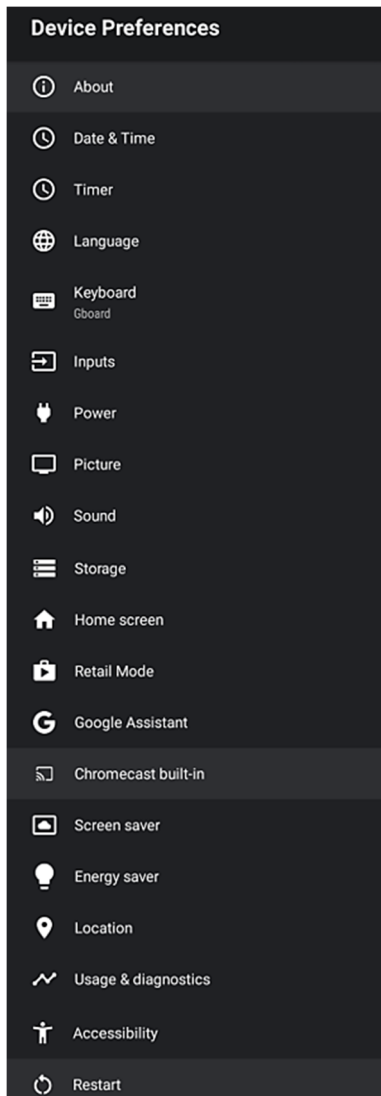 Device Preferences
About
Date & Time
Timer
Language
Keyboard
Gboard
Inputs
Power
Picture
Sound
Storage
Home screen
Retail Mode
Google Assistant
Chromecast built-in
Screen saver
Energy saver
Location
Usage & diagnostics
Accessibility
Restart